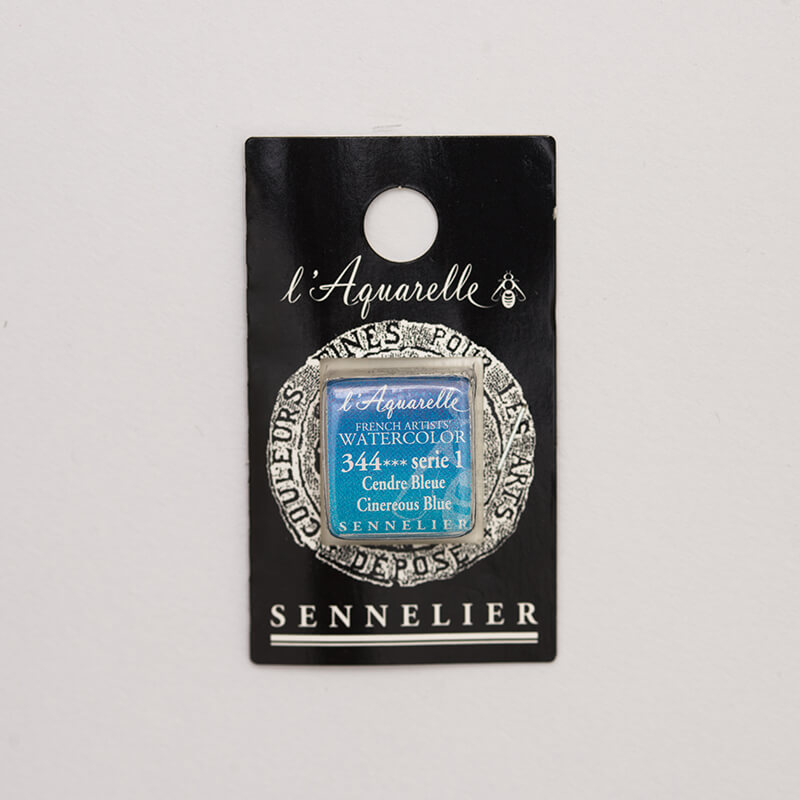 l'Aquarelle
COULEURS FINES POUR LES ARTS
DÉPOSÉ
l'Aquarelle
FRENCH ARTISTS'
WATERCOLOR
344*** serie 1
Cendre Bleue
Cinereous Blue
SENNELIER
SENNELIER